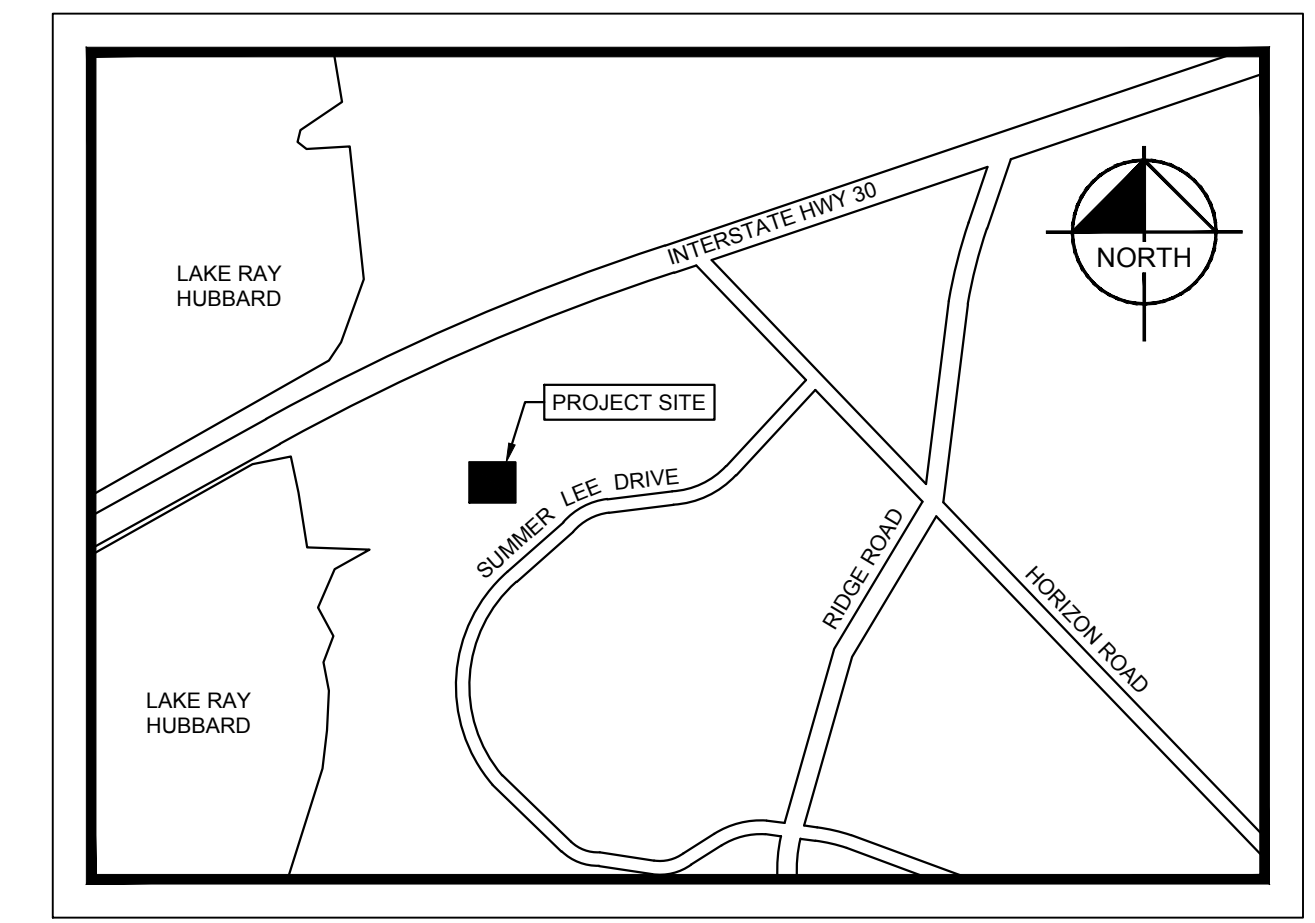 INTERSTATE HWY 30
NORTH
LAKE RAY
HUBBARD
PROJECT SITE
SUMMER LEE DRIVE
RIDGE ROAD
HORIZON ROAD
LAKE RAY
HUBBARD